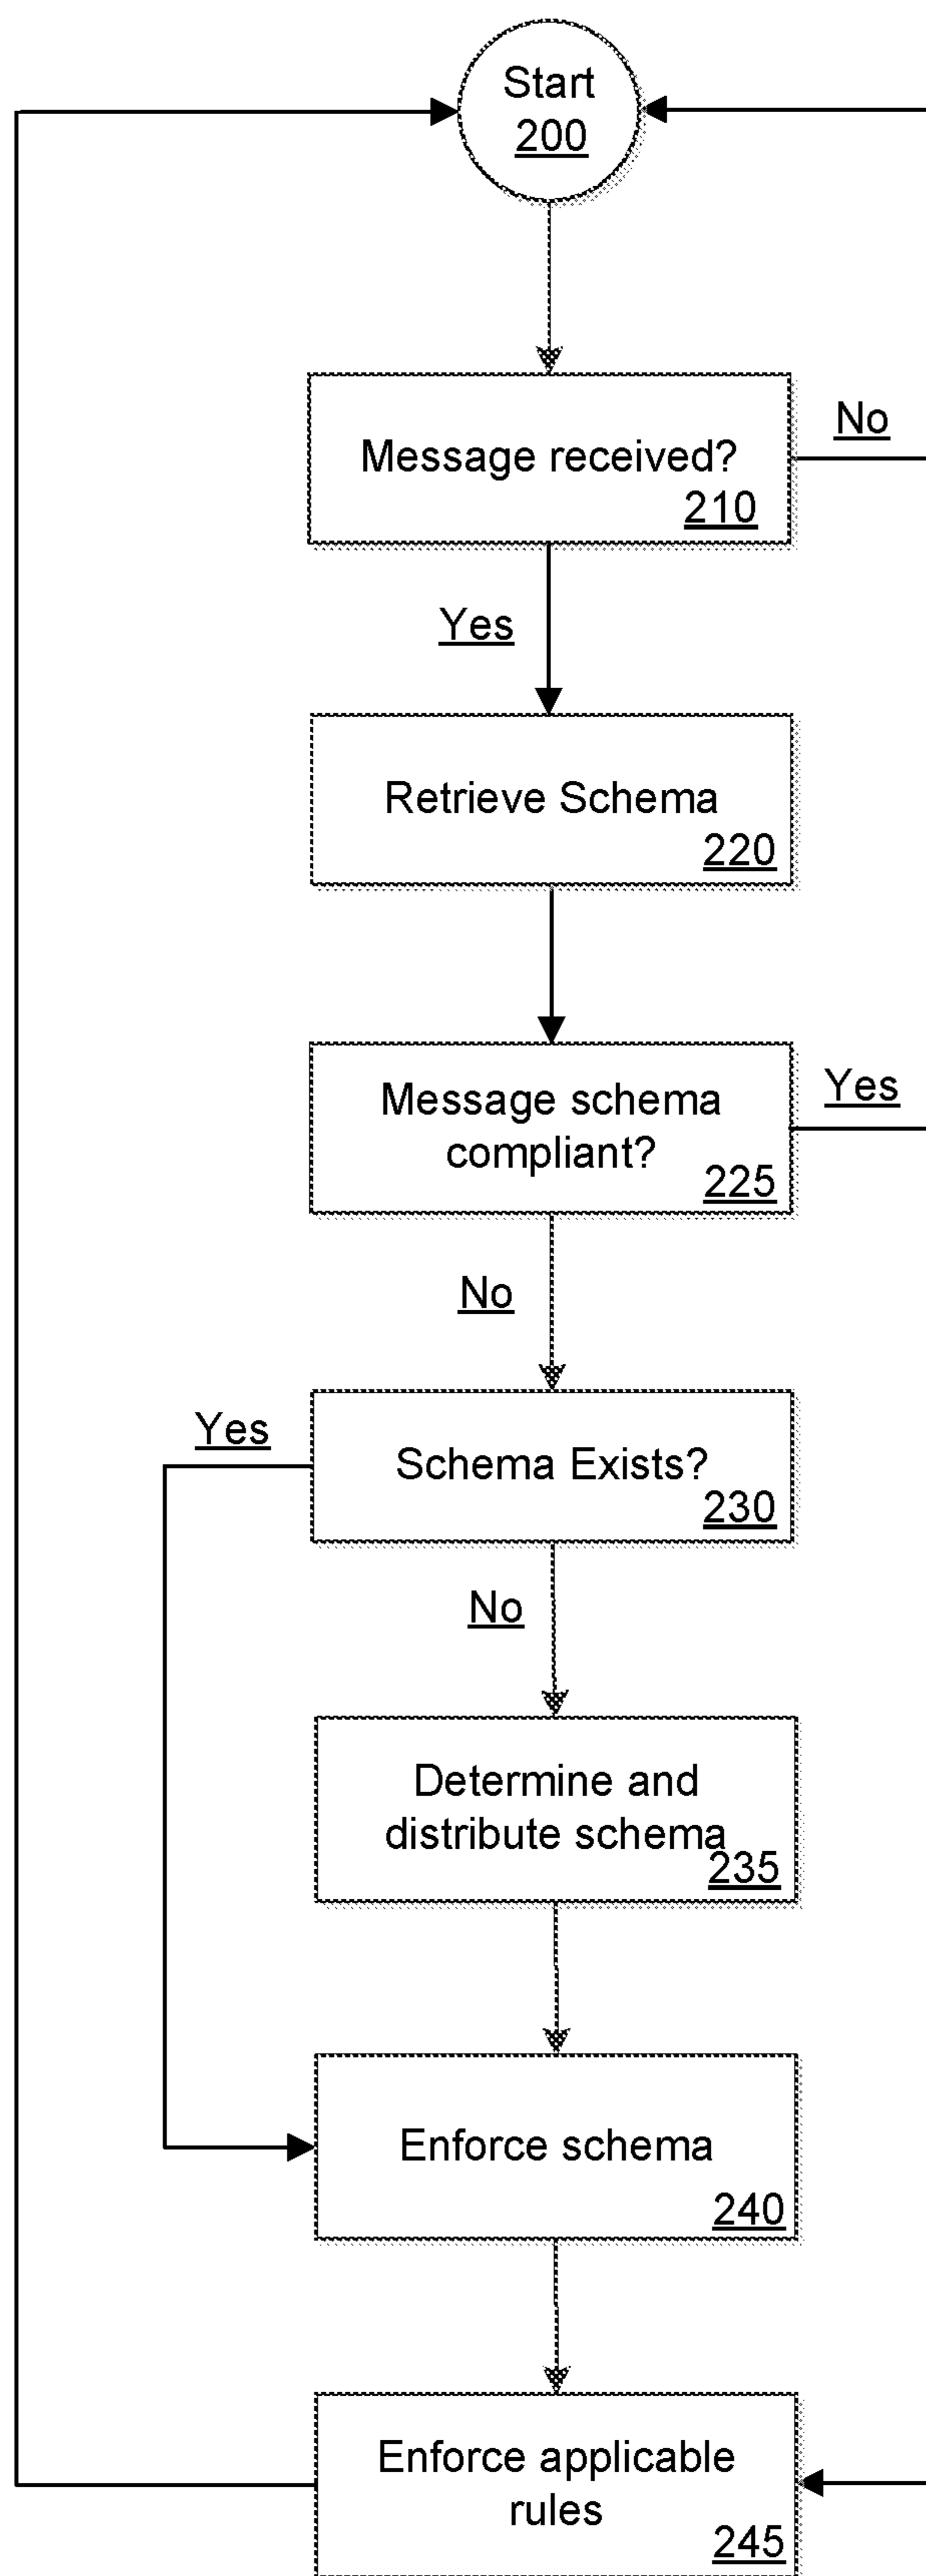 Start
200
Message received?
210
No
Yes
Retrieve Schema
220
Message schema
compliant?
225
Yes
No
Schema Exists?
230
Yes
No
Determine and
distribute schema
235
Enforce schema
240
Enforce applicable
rules
245